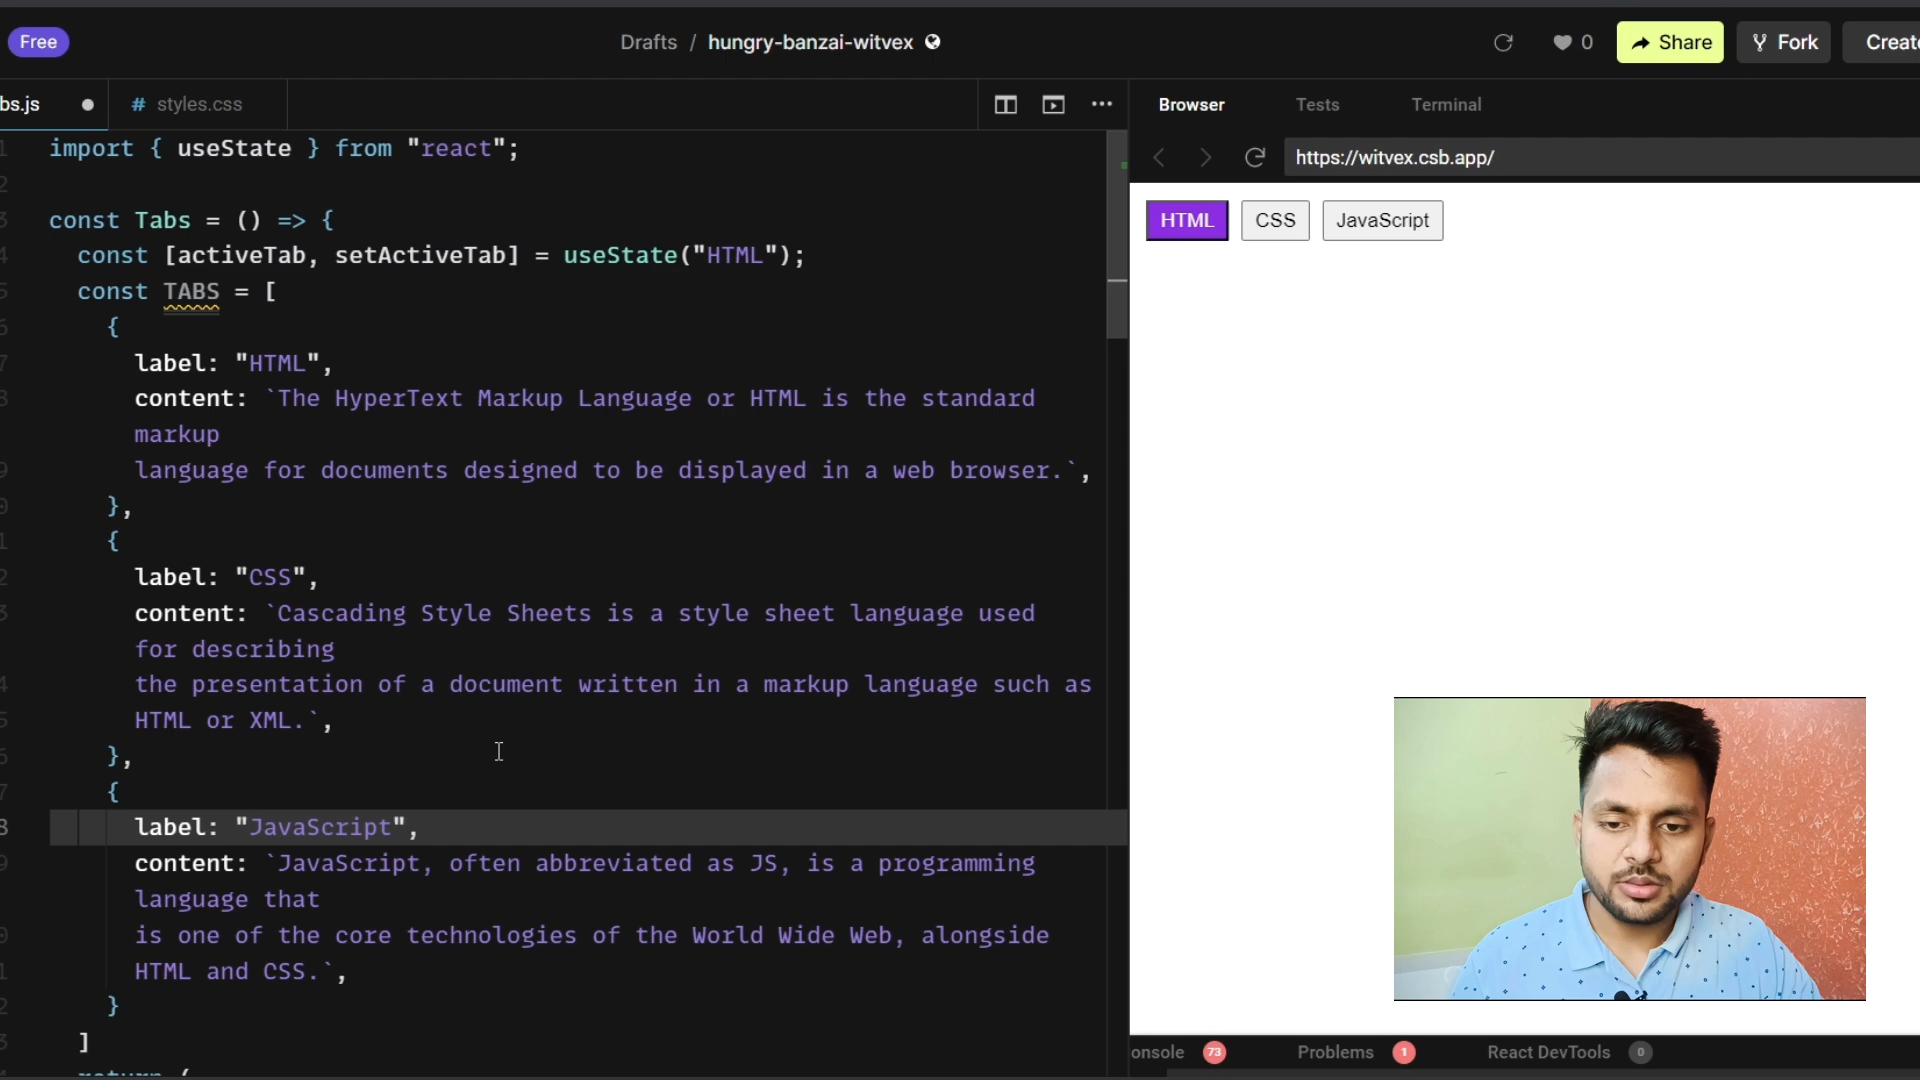 Free
Drafts / hungry-banzai-witvex
0
Share
Fork
Create
bs.js
# styles.css
Browser
Tests
Terminal
https://witvex.csb.app/
import { useState } from "react";
const Tabs = () => {
const [activeTab, setActiveTab] = useState("HTML");
const TABS = [
{
label: "HTML",
content: `The HyperText Markup Language or HTML is the standard
markup
language for documents designed to be displayed in a web browser.`,
},
{
label: "CSS",
content: `Cascading Style Sheets is a style sheet language used
for describing
the presentation of a document written in a markup language such as
HTML or XML.`,
},
{
label: "JavaScript",
content: `JavaScript, often abbreviated as JS, is a programming
language that
is one of the core technologies of the World Wide Web, alongside
HTML and CSS.`,
}
]
return (
HTML
CSS
JavaScript
onsole 73
Problems 1
React DevTools 0